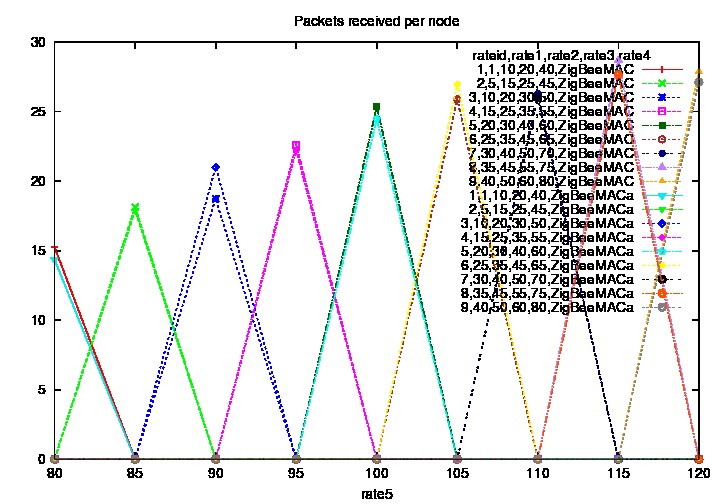 Packets received per node
30
25
20
15
10
5
0
rateid,rate1,rate2,rate3,rate4
1,1,10,20,40,ZigBeeMAC
2,5,15,25,45,ZigBeeMAC
3,10,20,30,50,ZigBeeMAC
4,15,25,35,55,ZigBeeMAC
5,20,30,40,60,ZigBeeMAC
6,25,35,45,65,ZigBeeMAC
7,30,40,50,70,ZigBeeMAC
8,35,45,55,75,ZigBeeMAC
9,40,50,60,80,ZigBeeMAC
1,1,10,20,40,ZigBeeMACa
2,5,15,25,45,ZigBeeMACa
3,10,20,30,50,ZigBeeMACa
4,15,25,35,55,ZigBeeMACa
5,20,30,40,60,ZigBeeMACa
6,25,35,45,65,ZigBeeMACa
7,30,40,50,70,ZigBeeMACa
8,35,45,55,75,ZigBeeMACa
9,40,50,60,80,ZigBeeMACa
80 85 90 95 100 105 110 115 120
rate5